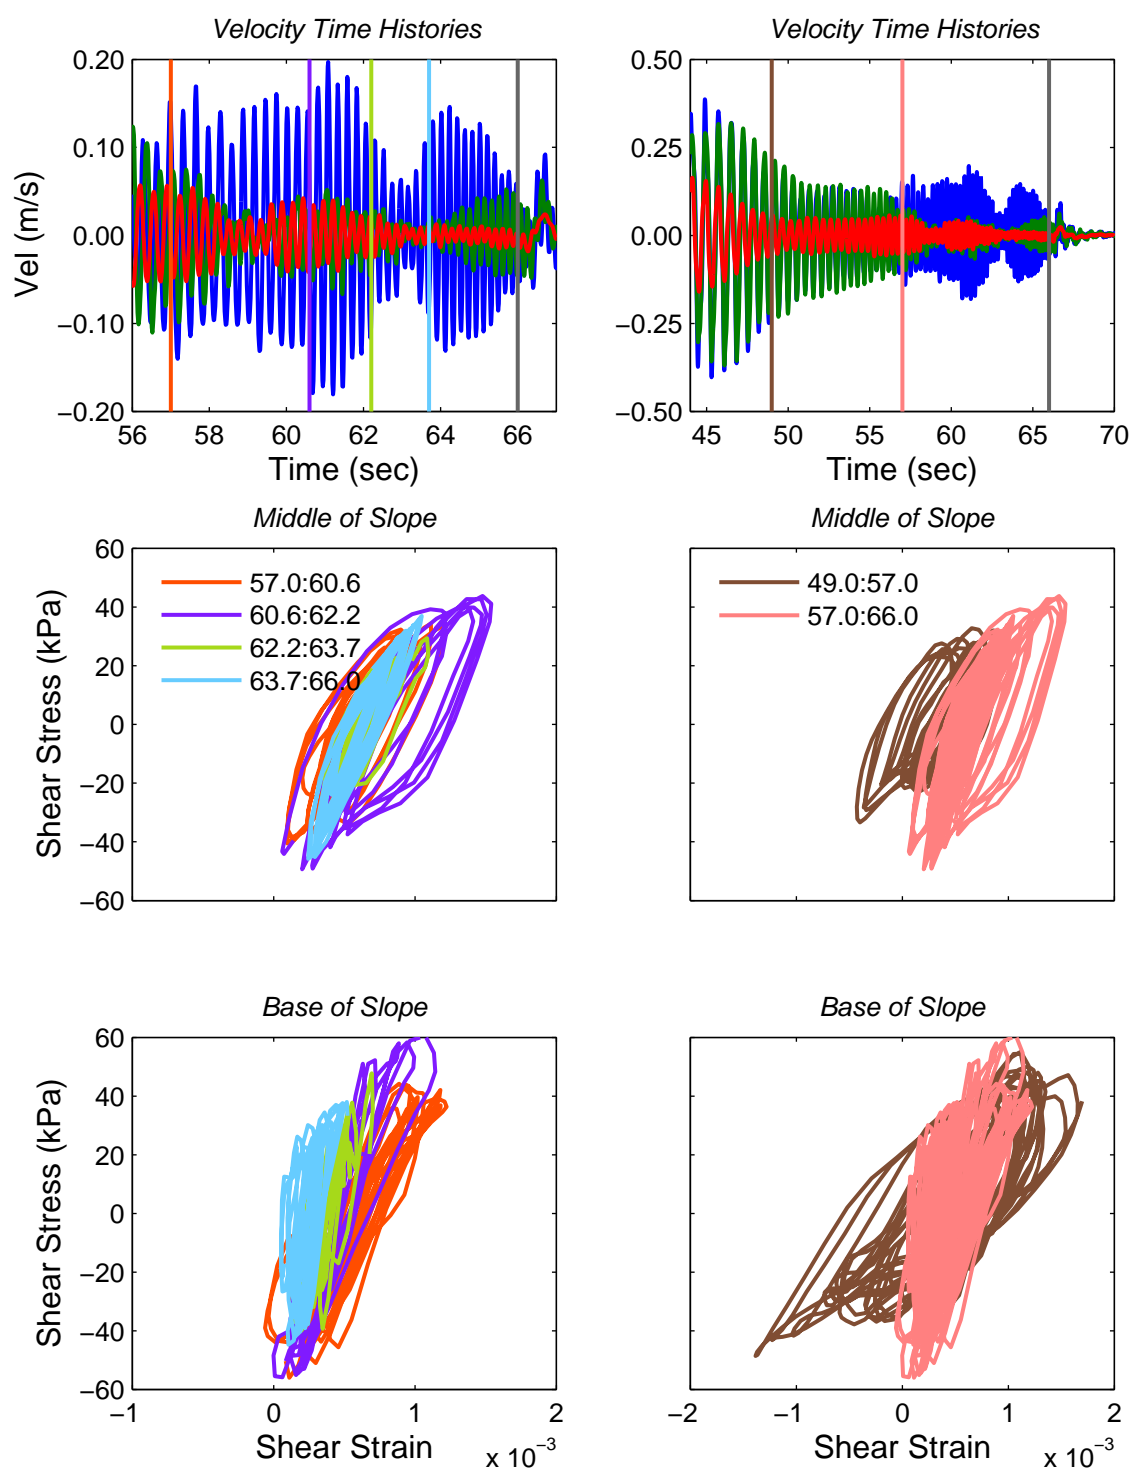 Velocity Time Histories
Velocity Time Histories
0.20
0.10
0.00
−0.10
−0.20
Vel (m/s)
56 58 60 62 64 66
Time (sec)
0.50
0.25
0.00
−0.25
−0.50
45 50 55 60 65 70
Time (sec)
Middle of Slope
60
40
20
0
−20
−40
−60
Shear Stress (kPa)
57.0:60.6
60.6:62.2
62.2:63.7
63.7:66.0
Middle of Slope
49.0:57.0
57.0:66.0
Base of Slope
60
40
20
0
−20
−40
−60
Shear Stress (kPa)
−1 0 1 2
Shear Strain
x 10−3
Base of Slope
−2 −1 0 1 2
Shear Strain
x 10−3